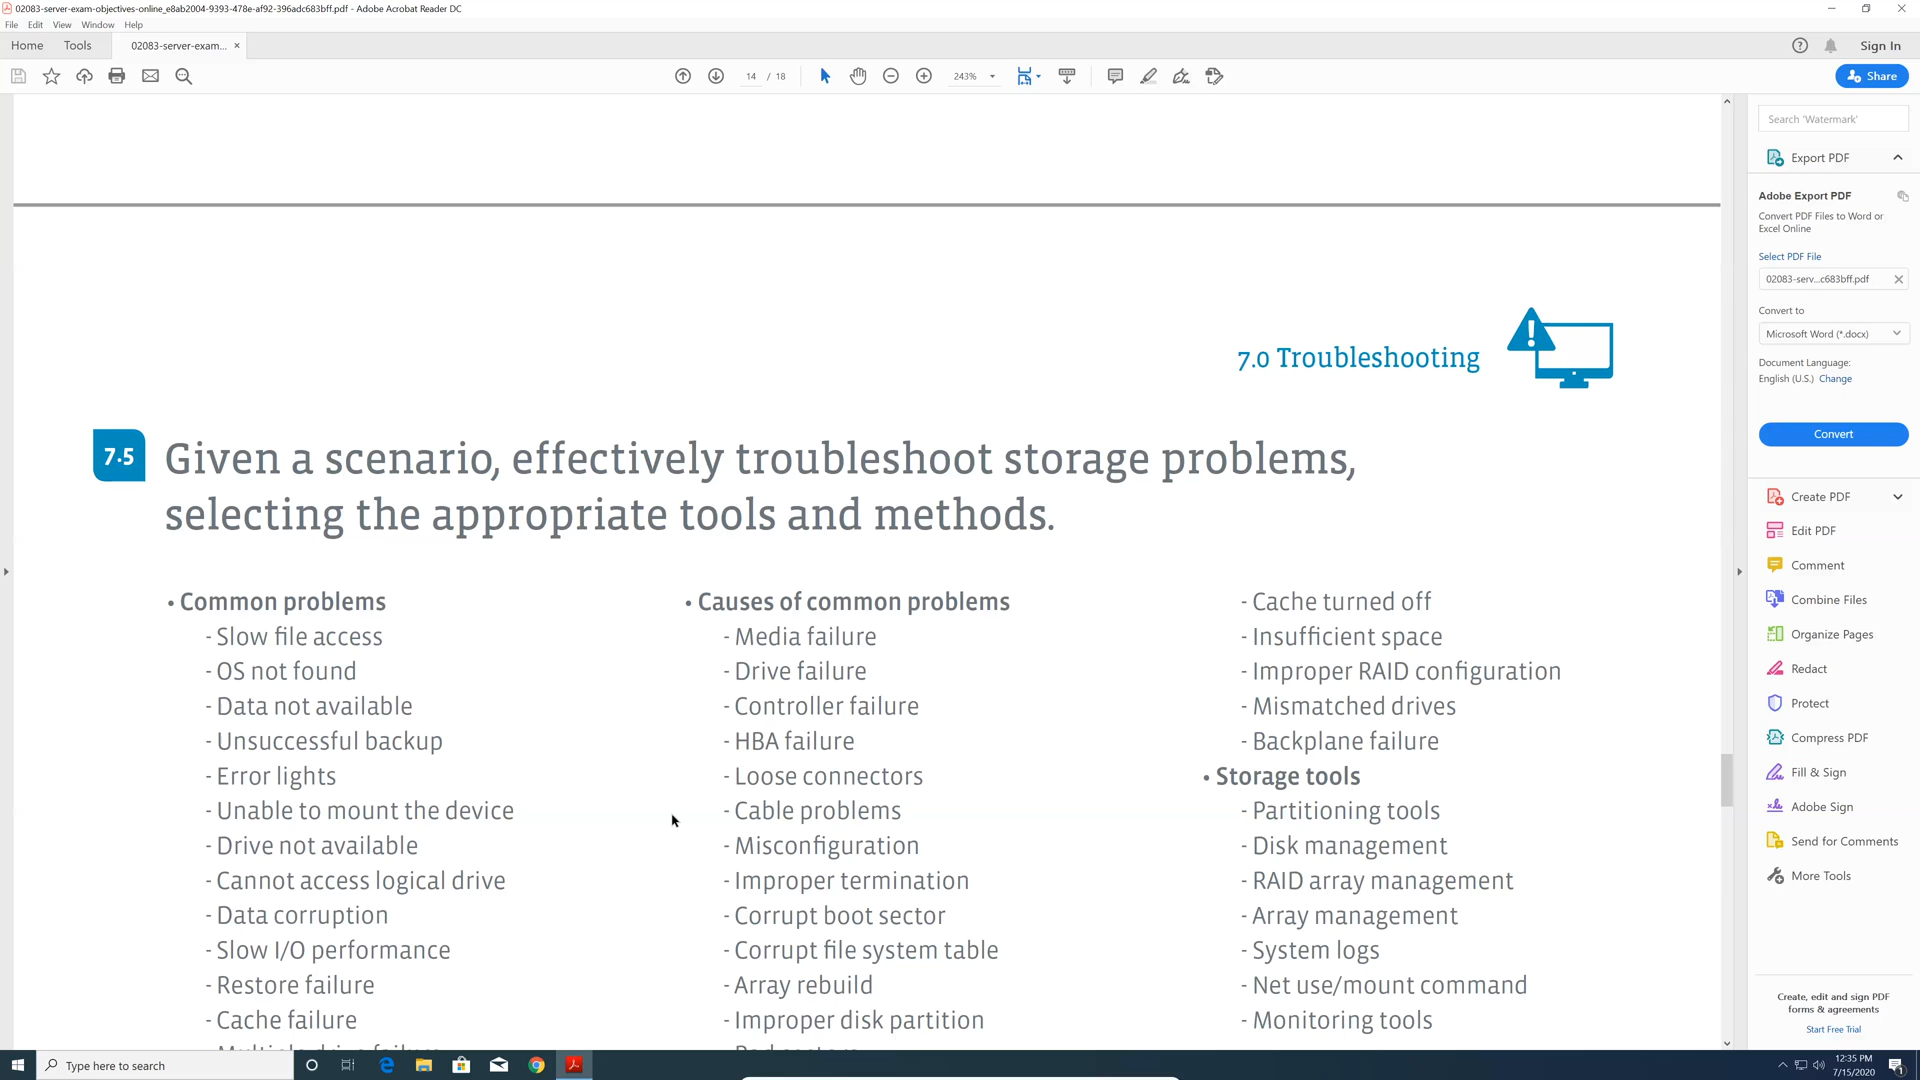 02083-server-exam-objectives-online_e8ab2004-9393-478e-af92-396adc683bff.pdf - Adobe Acrobat Reader DC
File Edit View Window Help
Home Tools 02083-server-exam... × Sign In
14 / 18 243% Share
Search 'Watermark'
Export PDF
Adobe Export PDF
Convert PDF Files to Word or
Excel Online
Select PDF File
02083-serv...c683bff.pdf
Convert to
Microsoft Word (*.docx)
Document Language:
English (U.S.) Change
Convert
Create PDF
Edit PDF
Comment
Combine Files
Organize Pages
Redact
Protect
Compress PDF
Fill & Sign
Adobe Sign
Send for Comments
More Tools
Create, edit and sign PDF
forms & agreements
Start Free Trial
7.0 Troubleshooting
7.5 Given a scenario, effectively troubleshoot storage problems,
selecting the appropriate tools and methods.
• Common problems
- Slow file access
- OS not found
- Data not available
- Unsuccessful backup
- Error lights
- Unable to mount the device
- Drive not available
- Cannot access logical drive
- Data corruption
- Slow I/O performance
- Restore failure
- Cache failure
• Causes of common problems
- Media failure
- Drive failure
- Controller failure
- HBA failure
- Loose connectors
- Cable problems
- Misconfiguration
- Improper termination
- Corrupt boot sector
- Corrupt file system table
- Array rebuild
- Improper disk partition
- Cache turned off
- Insufficient space
- Improper RAID configuration
- Mismatched drives
- Backplane failure
• Storage tools
- Partitioning tools
- Disk management
- RAID array management
- Array management
- System logs
- Net use/mount command
- Monitoring tools
Type here to search
12:35 PM
7/15/2020